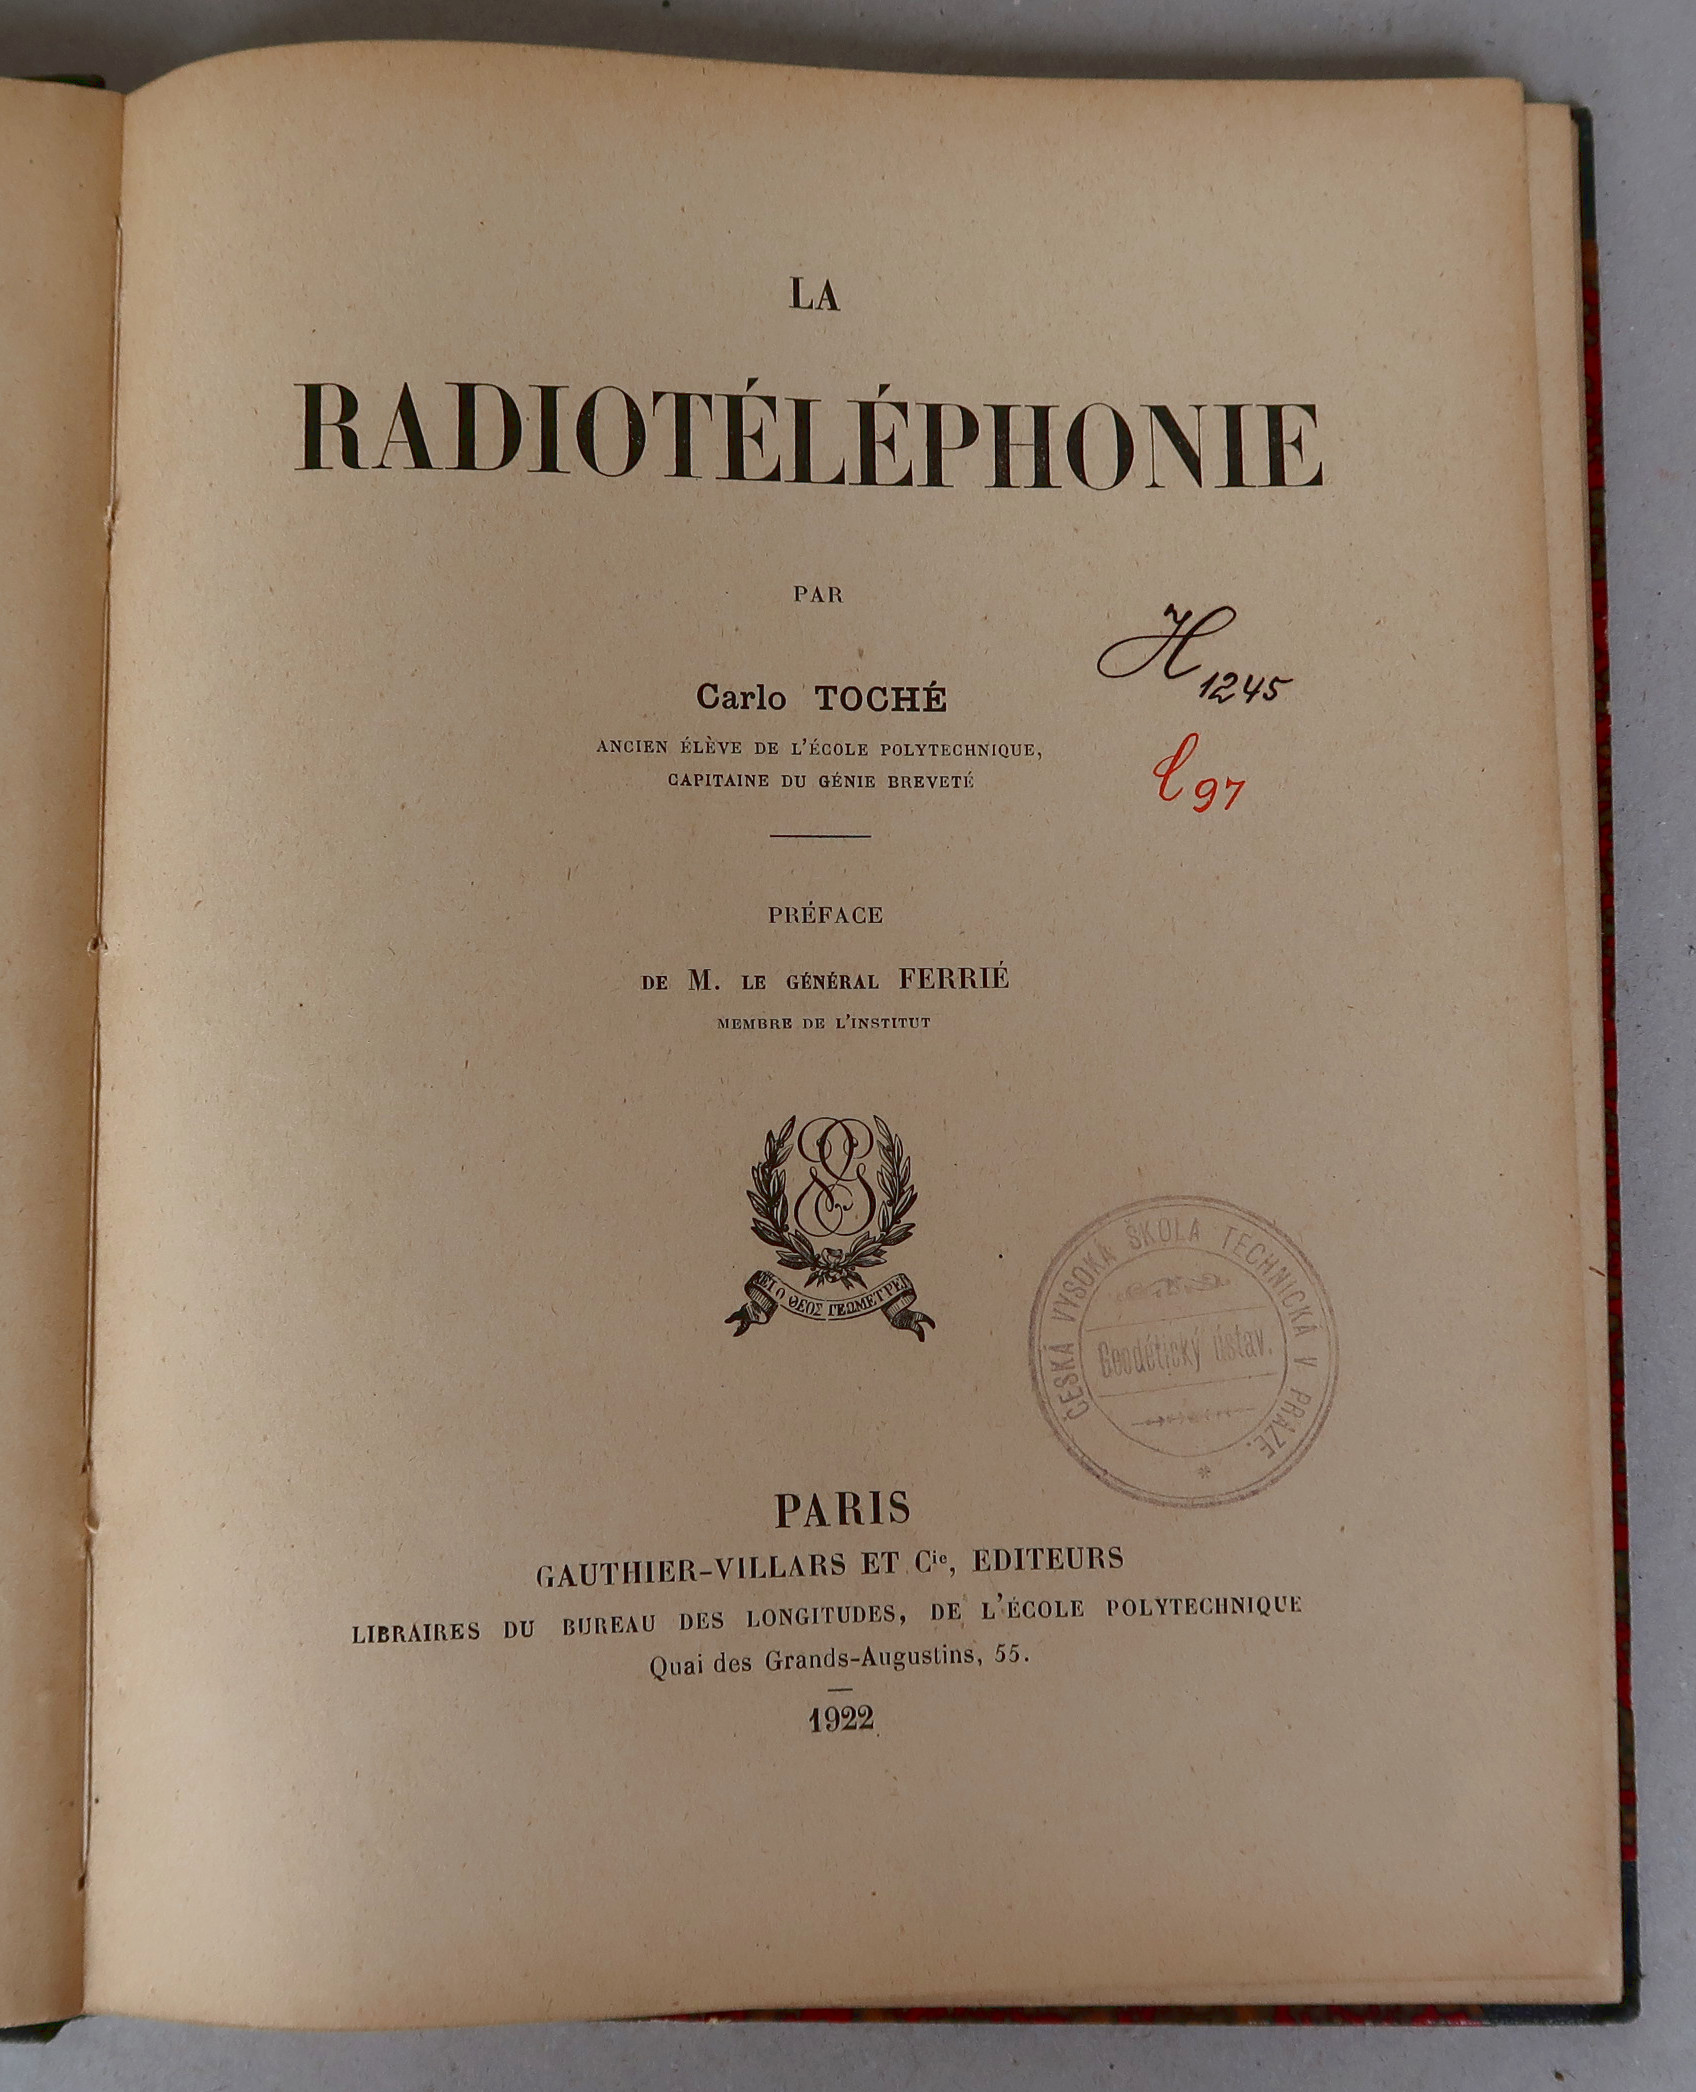 LA
RADIOTÉLÉPHONIE
PAR
Carlo TOCHÉ
ANCIEN ÉLÈVE DE L'ÉCOLE POLYTECHNIQUE,
CAPITAINE DU GÉNIE BREVETÉ
H 1245
l 97
PRÉFACE
DE M. LE GÉNÉRAL FERRIÉ
MEMBRE DE L'INSTITUT
ΑΕΙ Ο ΘΕΟΣ ΓΕΩΜΕΤΡΕΙ
ČESKÁ VYSOKÁ ŠKOLA TECHNICKÁ V PRAZE.
Geodétický ústav.
PARIS
GAUTHIER-VILLARS ET Cie, EDITEURS
LIBRAIRES DU BUREAU DES LONGITUDES, DE L'ÉCOLE POLYTECHNIQUE
Quai des Grands-Augustins, 55.
1922